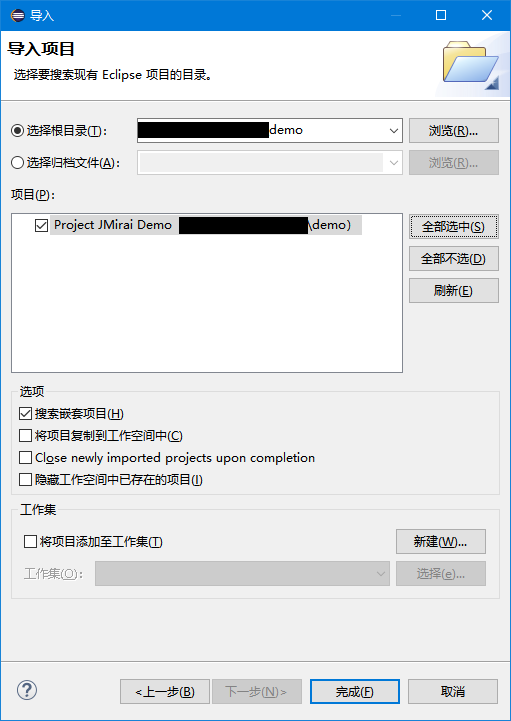 导入
导入项目
选择要搜索现有 Eclipse 项目的目录。
选择根目录(T): demo 浏览(R)...
选择归档文件(A): 浏览(R)...
项目(P):
Project JMirai Demo \demo)
全部选中(S)
全部不选(D)
刷新(E)
选项
搜索嵌套项目(H)
将项目复制到工作空间中(C)
Close newly imported projects upon completion
隐藏工作空间中已存在的项目(I)
工作集
将项目添加至工作集(T) 新建(W)...
工作集(O): 选择(e)...
? <上一步(B) 下一步(N)> 完成(F) 取消